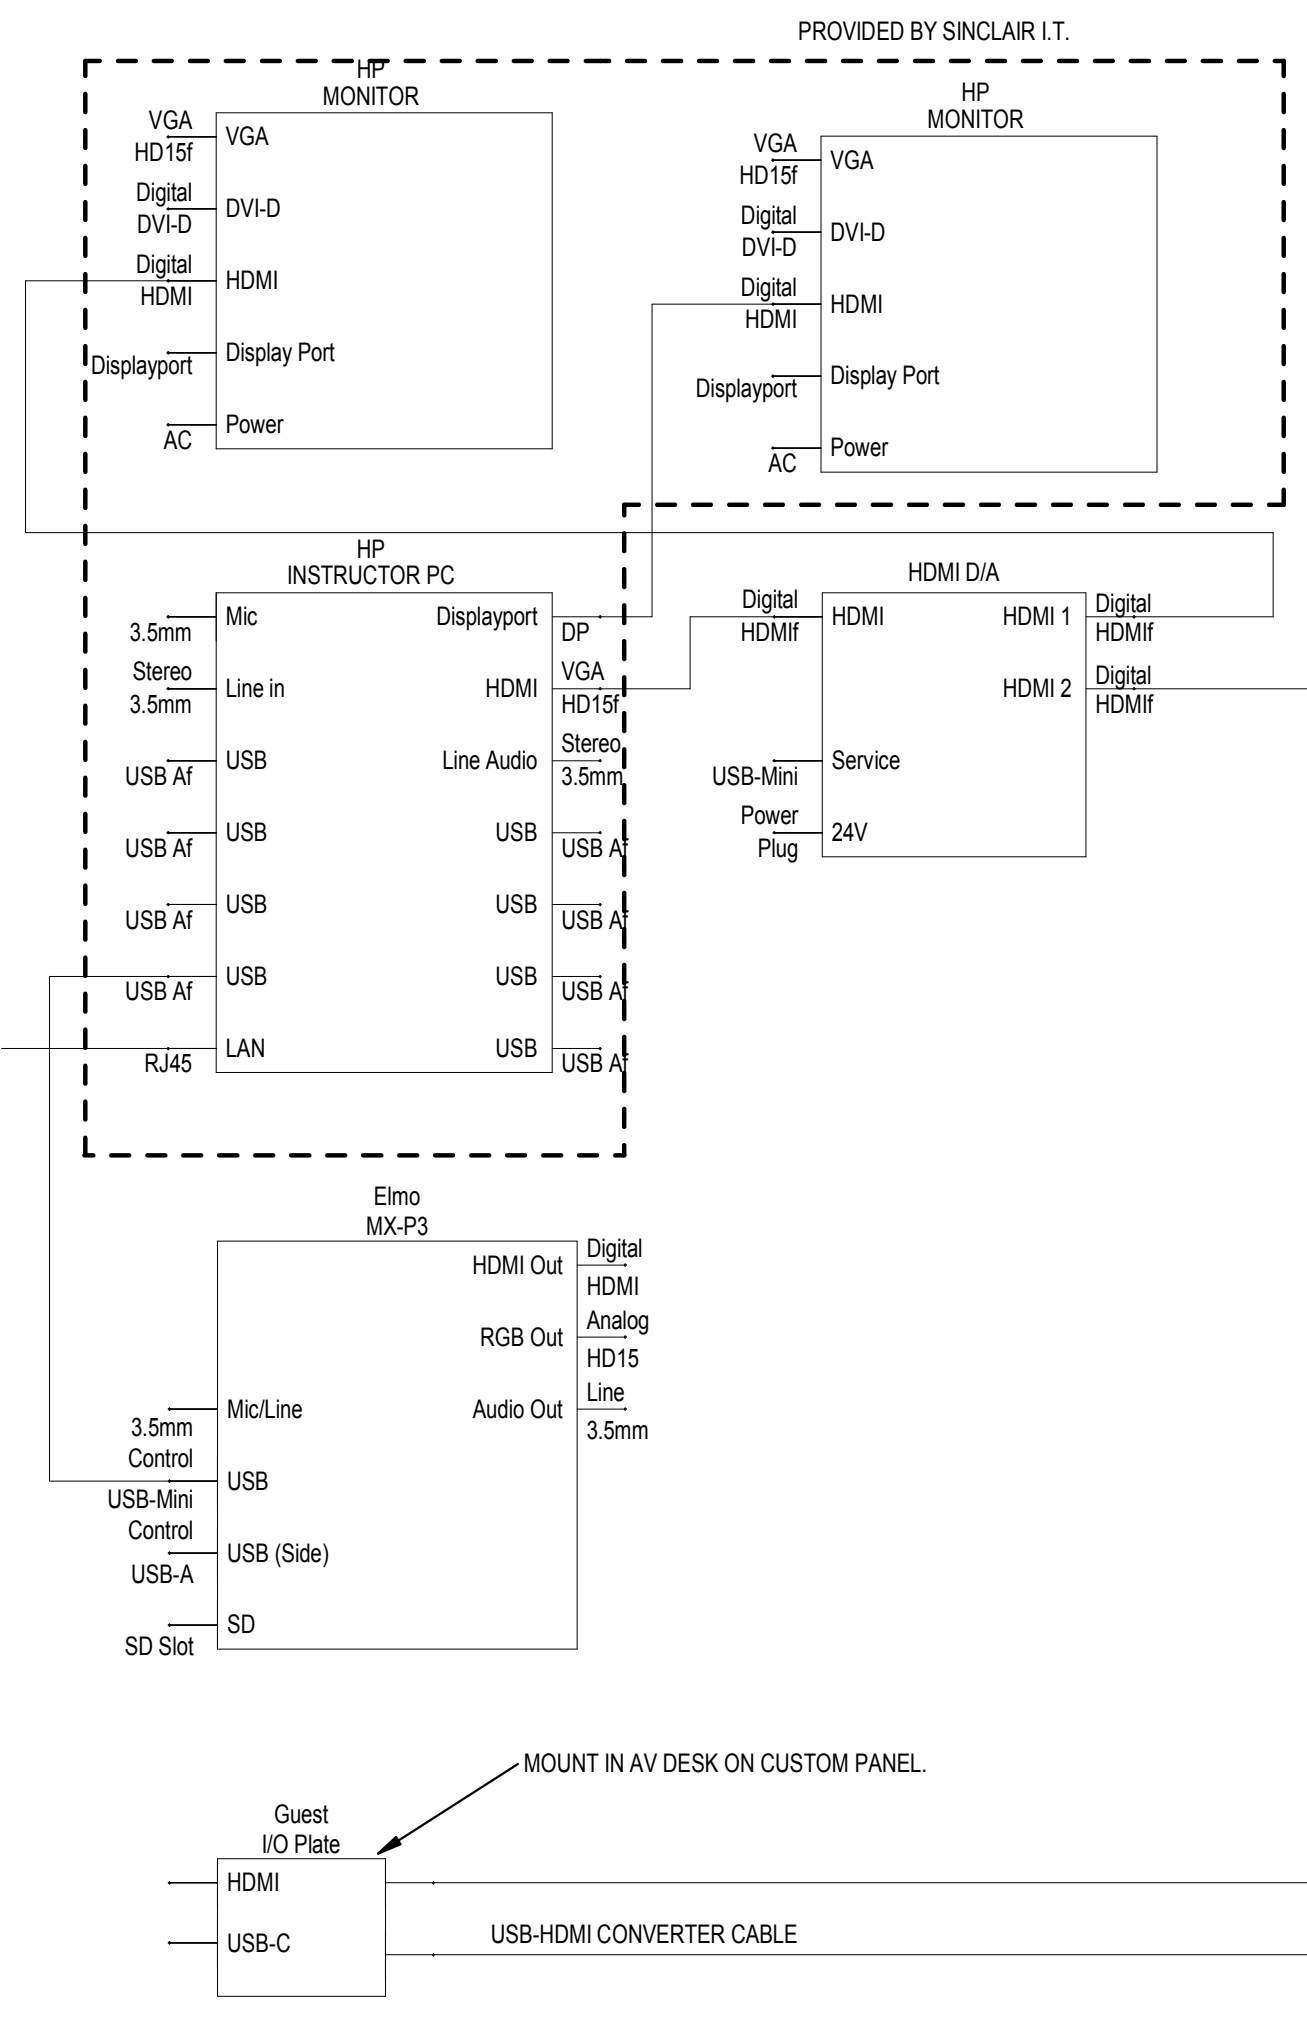 PROVIDED BY SINCLAIR I.T.
HP
MONITOR
VGA
HD15f
VGA
Digital
DVI-D
DVI-D
Digital
HDMI
HDMI
Displayport
Display Port
AC
Power
HP
MONITOR
VGA
HD15f
VGA
Digital
DVI-D
DVI-D
Digital
HDMI
HDMI
Displayport
Display Port
AC
Power
HP
INSTRUCTOR PC
3.5mm
Mic
Stereo
3.5mm
Line in
USB Af
USB
USB Af
USB
USB Af
USB
USB Af
USB
RJ45
LAN
Displayport
DP
HDMI
VGA
HD15f
Line Audio
Stereo
3.5mm
USB
USB Af
USB
USB Af
USB
USB Af
USB
USB Af
HDMI D/A
Digital
HDMIf
HDMI
USB-Mini
Service
Power
Plug
24V
HDMI 1
Digital
HDMIf
HDMI 2
Digital
HDMIf
Elmo
MX-P3
3.5mm
Mic/Line
Control
USB-Mini
USB
Control
USB-A
USB (Side)
SD Slot
SD
HDMI Out
Digital
HDMI
RGB Out
Analog
HD15
Audio Out
Line
3.5mm
MOUNT IN AV DESK ON CUSTOM PANEL.
Guest
I/O Plate
HDMI
USB-C
USB-HDMI CONVERTER CABLE